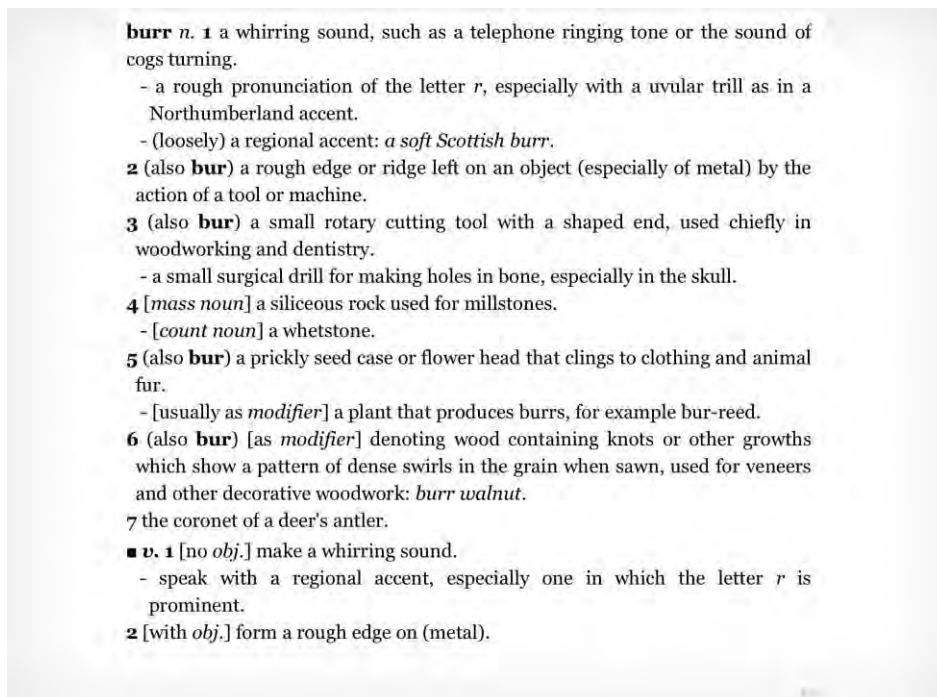 burr n. 1 a whirring sound, such as a telephone ringing tone or the sound of
cogs turning.
- a rough pronunciation of the letter r, especially with a uvular trill as in a
Northumberland accent.
- (loosely) a regional accent: a soft Scottish burr.
2 (also bur) a rough edge or ridge left on an object (especially of metal) by the
action of a tool or machine.
3 (also bur) a small rotary cutting tool with a shaped end, used chiefly in
woodworking and dentistry.
- a small surgical drill for making holes in bone, especially in the skull.
4 [mass noun] a siliceous rock used for millstones.
- [count noun] a whetstone.
5 (also bur) a prickly seed case or flower head that clings to clothing and animal
fur.
- [usually as modifier] a plant that produces burrs, for example bur-reed.
6 (also bur) [as modifier] denoting wood containing knots or other growths
which show a pattern of dense swirls in the grain when sawn, used for veneers
and other decorative woodwork: burr walnut.
7 the coronet of a deer's antler.
■ v. 1 [no obj.] make a whirring sound.
- speak with a regional accent, especially one in which the letter r is
prominent.
2 [with obj.] form a rough edge on (metal).